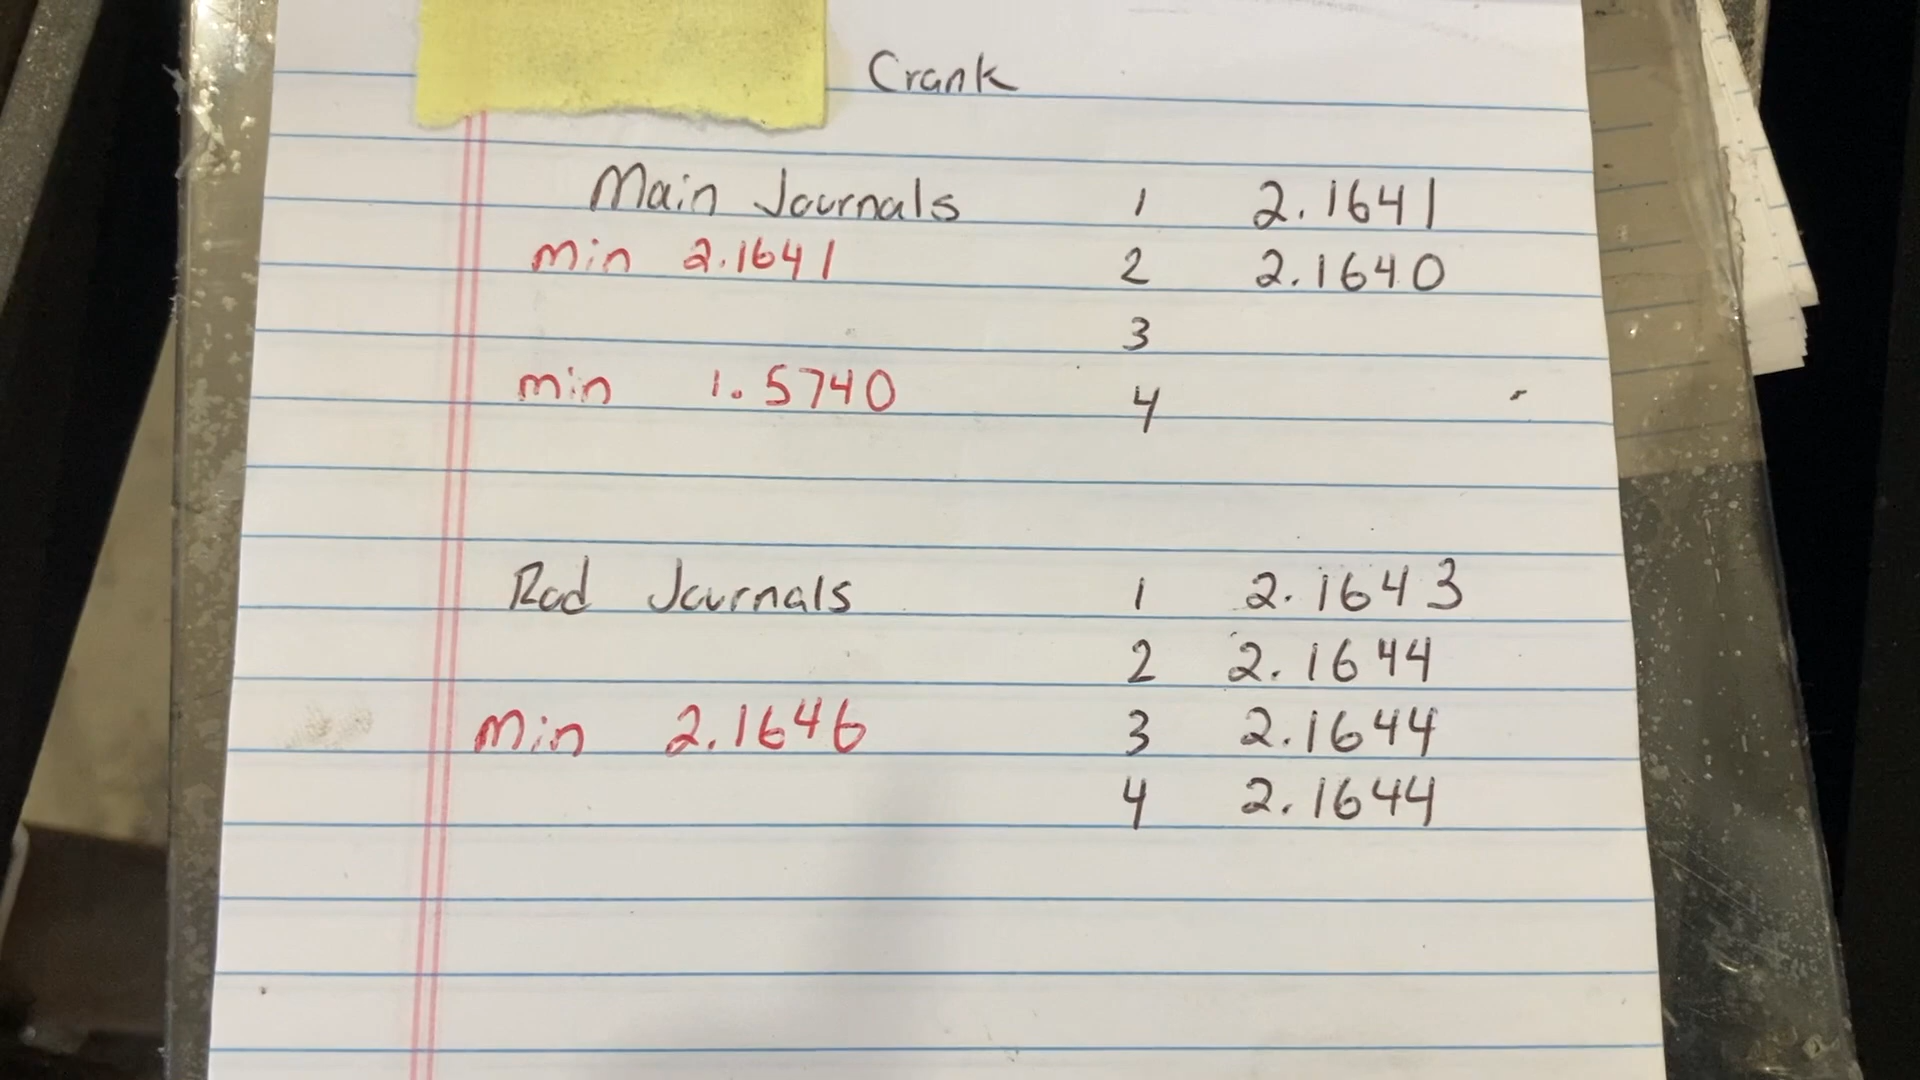 Crank
Main Journals 1 2.1641
min 2.1641 2 2.1640
3
min 1.5740 4
Rod Journals 1 2.1643
2 2.1644
min 2.1646 3 2.1644
4 2.1644